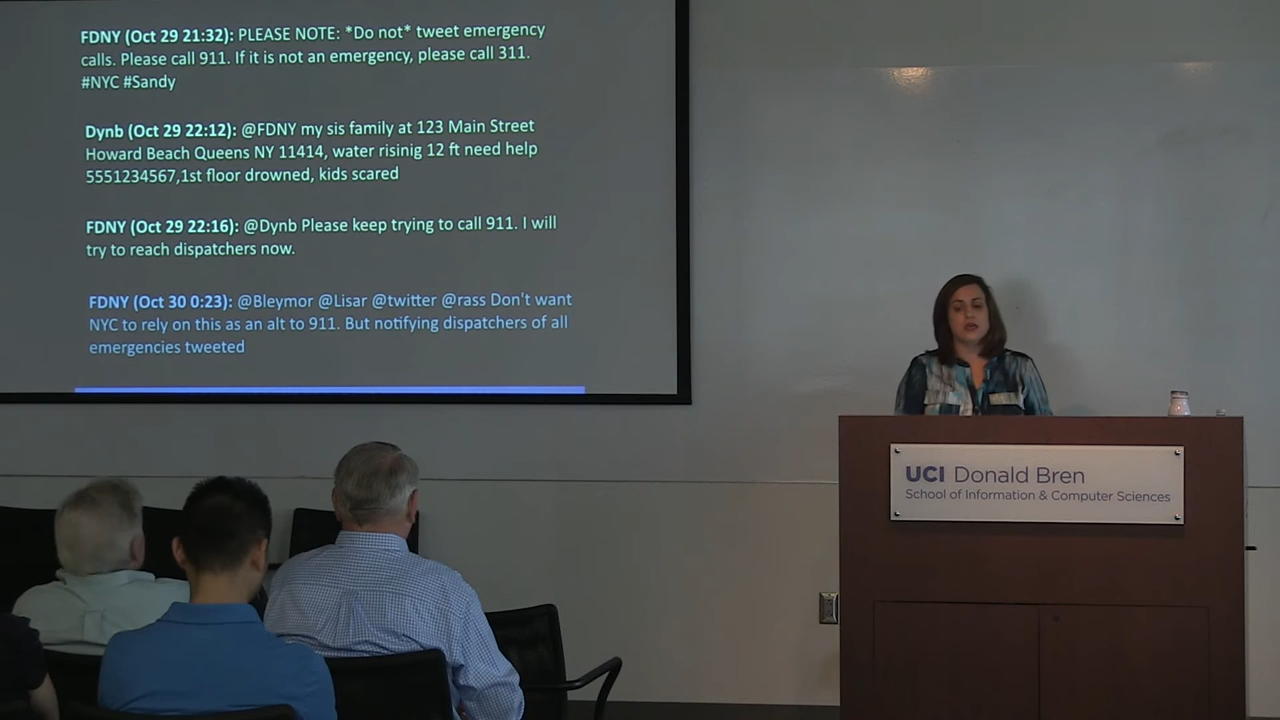 FDNY (Oct 29 21:32): PLEASE NOTE: *Do not* tweet emergency
calls. Please call 911. If it is not an emergency, please call 311.
#NYC #Sandy
Dynb (Oct 29 22:12): @FDNY my sis family at 123 Main Street
Howard Beach Queens NY 11414, water risinig 12 ft need help
5551234567,1st floor drowned, kids scared
FDNY (Oct 29 22:16): @Dynb Please keep trying to call 911. I will
try to reach dispatchers now.
FDNY (Oct 30 0:23): @Bleymor @Lisar @twitter @rass Don't want
NYC to rely on this as an alt to 911. But notifying dispatchers of all
emergencies tweeted
UCI Donald Bren
School of Information & Computer Sciences